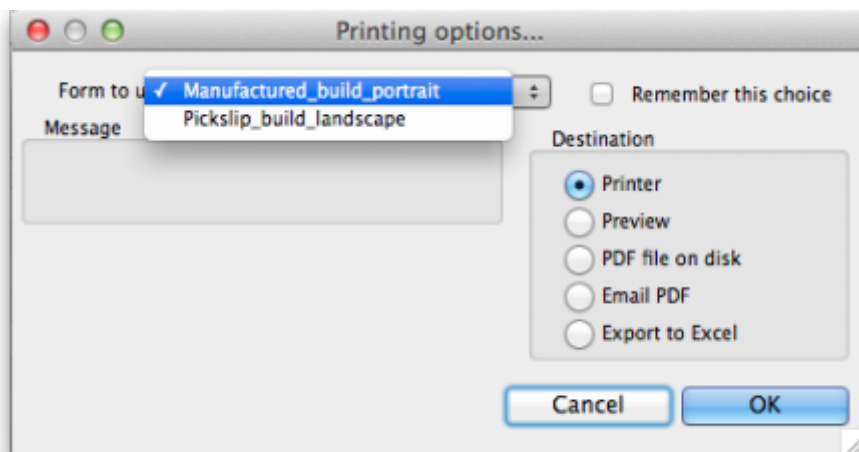 Printing options...
Form to u
✓ Manufactured_build_portrait
Pickslip_build_landscape
Remember this choice
Message
Destination
Printer
Preview
PDF file on disk
Email PDF
Export to Excel
Cancel
OK